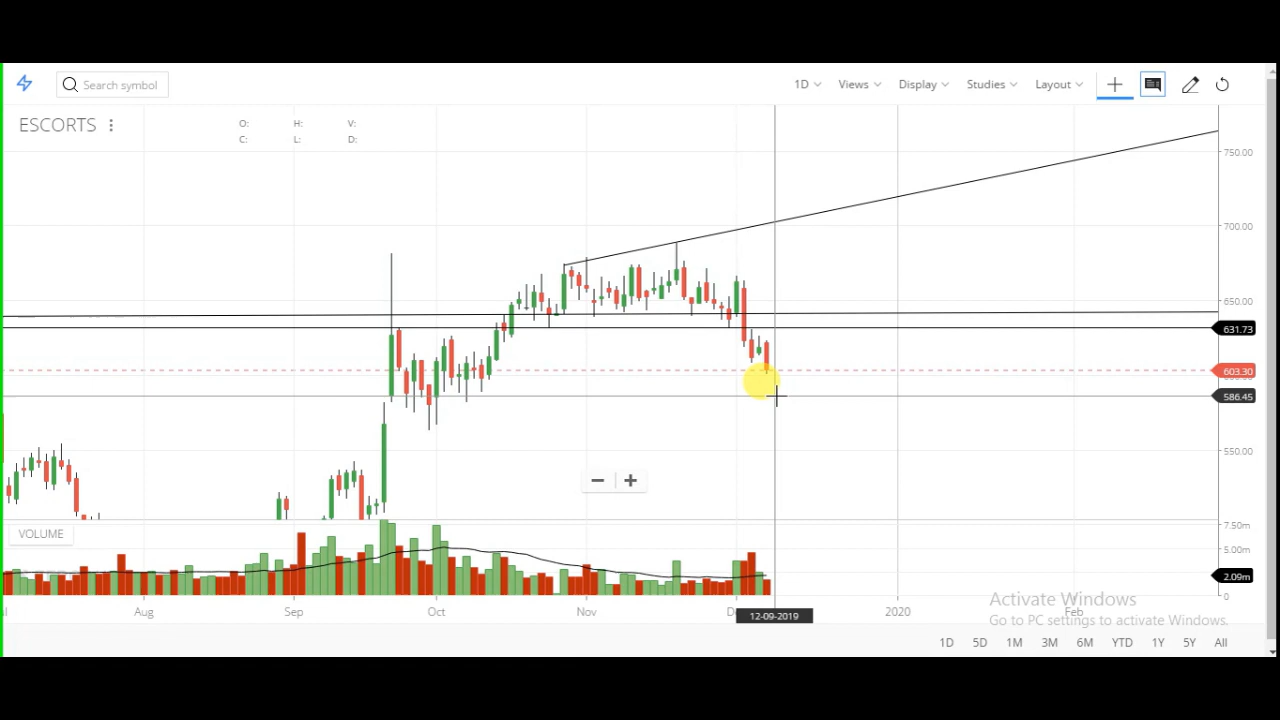 Search symbol
1D Views Display Studies Layout
ESCORTS
O: H: V:
C: L: D:
750.00
700.00
650.00
631.73
603.30
586.45
550.00
VOLUME
7.50m
5.00m
2.09m
0
Aug Sep Oct Nov 2020 Feb
12-09-2019
Activate Windows
Go to PC settings to activate Windows.
1D 5D 1M 3M 6M YTD 1Y 5Y All